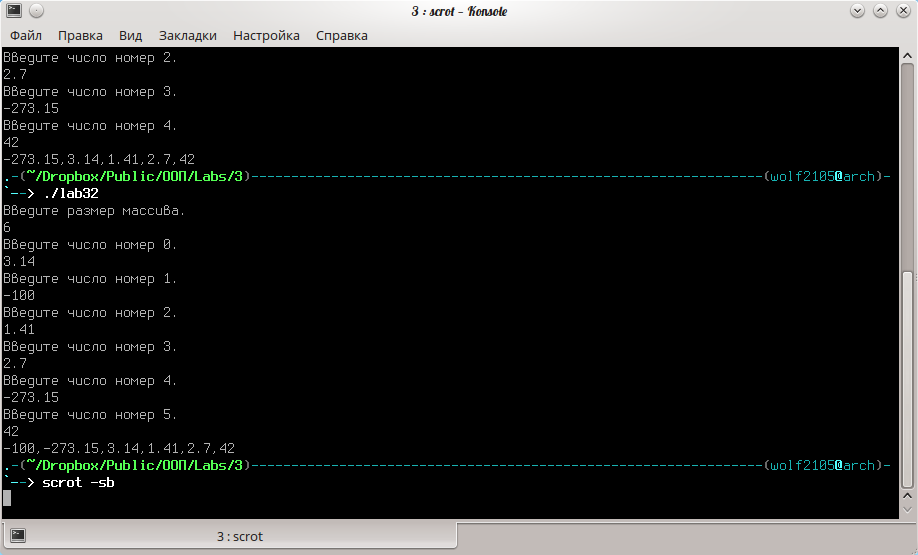 3 : scrot – Konsole
Файл Правка Вид Закладки Настройка Справка
Введите число номер 2.
2.7
Введите число номер 3.
-273.15
Введите число номер 4.
42
-273.15,3.14,1.41,2.7,42
.-(~/Dropbox/Public/ООП/Labs/3)----------------------------------------------------------------(wolf2105@arch)-
`--> ./lab32
Введите размер массива.
6
Введите число номер 0.
3.14
Введите число номер 1.
-100
Введите число номер 2.
1.41
Введите число номер 3.
2.7
Введите число номер 4.
-273.15
Введите число номер 5.
42
-100,-273.15,3.14,1.41,2.7,42
.-(~/Dropbox/Public/ООП/Labs/3)----------------------------------------------------------------(wolf2105@arch)-
`--> scrot -sb
3 : scrot